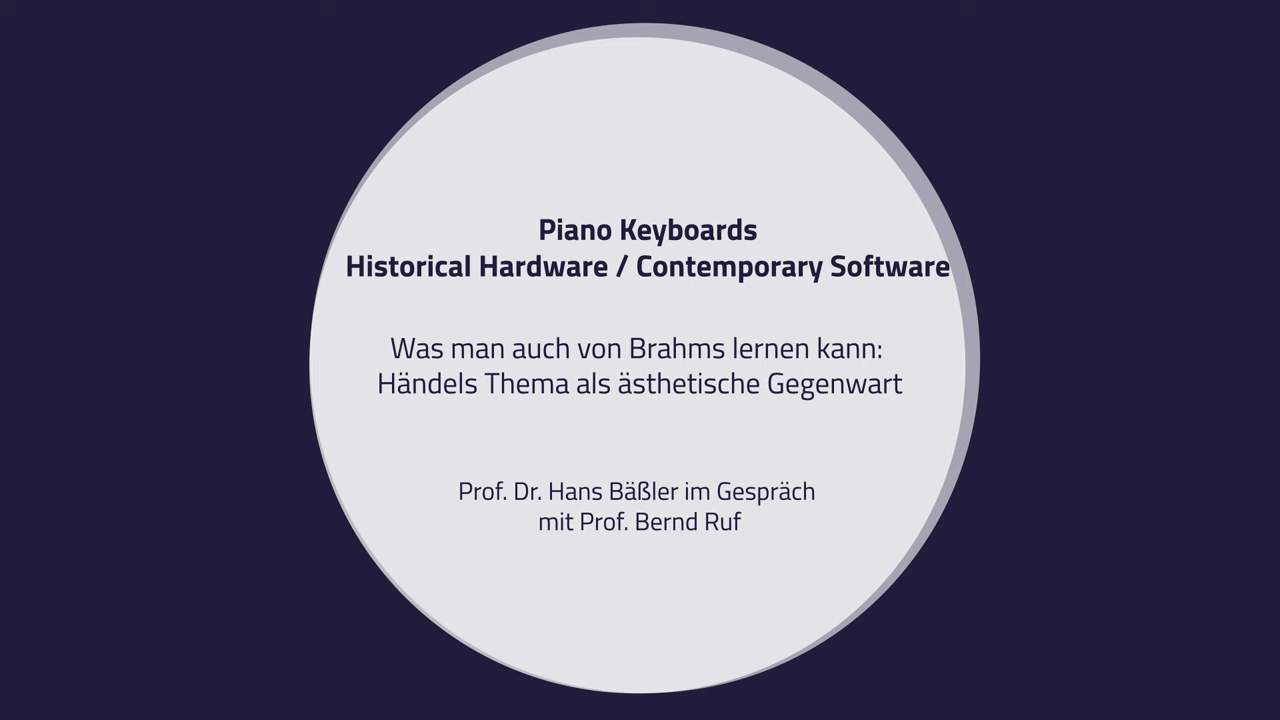 Piano Keyboards
Historical Hardware / Contemporary Software
Was man auch von Brahms lernen kann:
Händels Thema als ästhetische Gegenwart
Prof. Dr. Hans Bäßler im Gespräch
mit Prof. Bernd Ruf